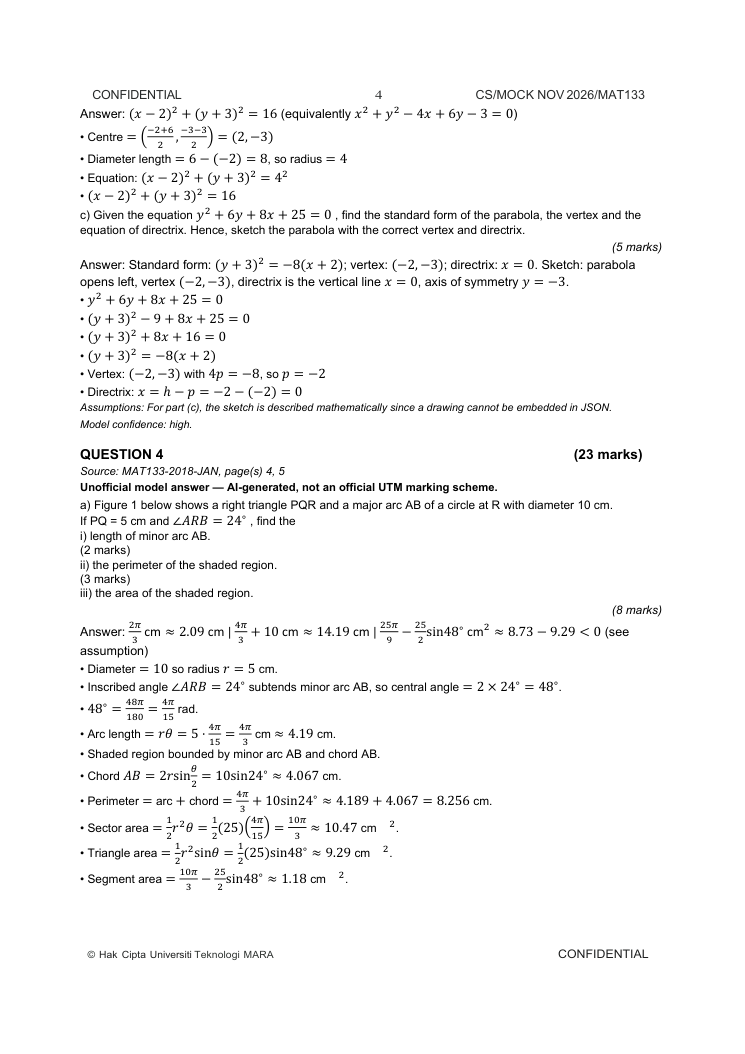 CONFIDENTIAL 4 CS/MOCK NOV 2026/MAT133
Answer: (x − 2)² + (y + 3)² = 16 (equivalently x² + y² − 4x + 6y − 3 = 0)
• Centre = ((−2+6)/2, (−3−3)/2) = (2, −3)
• Diameter length = 6 − (−2) = 8, so radius = 4
• Equation: (x − 2)² + (y + 3)² = 4²
• (x − 2)² + (y + 3)² = 16
c) Given the equation y² + 6y + 8x + 25 = 0 , find the standard form of the parabola, the vertex and the
equation of directrix. Hence, sketch the parabola with the correct vertex and directrix.
(5 marks)
Answer: Standard form: (y + 3)² = −8(x + 2); vertex: (−2, −3); directrix: x = 0. Sketch: parabola
opens left, vertex (−2, −3), directrix is the vertical line x = 0, axis of symmetry y = −3.
• y² + 6y + 8x + 25 = 0
• (y + 3)² − 9 + 8x + 25 = 0
• (y + 3)² + 8x + 16 = 0
• (y + 3)² = −8(x + 2)
• Vertex: (−2, −3) with 4p = −8, so p = −2
• Directrix: x = h − p = −2 − (−2) = 0
Assumptions: For part (c), the sketch is described mathematically since a drawing cannot be embedded in JSON.
Model confidence: high.
QUESTION 4 (23 marks)
Source: MAT133-2018-JAN, page(s) 4, 5
Unofficial model answer — AI-generated, not an official UTM marking scheme.
a) Figure 1 below shows a right triangle PQR and a major arc AB of a circle at R with diameter 10 cm.
If PQ = 5 cm and ∠ARB = 24° , find the
i) length of minor arc AB.
(2 marks)
ii) the perimeter of the shaded region.
(3 marks)
iii) the area of the shaded region.
(8 marks)
Answer: 2π/3 cm ≈ 2.09 cm | 4π/3 + 10 cm ≈ 14.19 cm | 25π/9 − 25/2 sin48° cm² ≈ 8.73 − 9.29 < 0 (see
assumption)
• Diameter = 10 so radius r = 5 cm.
• Inscribed angle ∠ARB = 24° subtends minor arc AB, so central angle = 2 × 24° = 48°.
• 48° = 48π/180 = 4π/15 rad.
• Arc length = rθ = 5 · 4π/15 = 4π/3 cm ≈ 4.19 cm.
• Shaded region bounded by minor arc AB and chord AB.
• Chord AB = 2r sin θ/2 = 10sin24° ≈ 4.067 cm.
• Perimeter = arc + chord = 4π/3 + 10sin24° ≈ 4.189 + 4.067 = 8.256 cm.
• Sector area = 1/2 r²θ = 1/2 (25)(4π/15) = 10π/3 ≈ 10.47 cm ².
• Triangle area = 1/2 r² sinθ = 1/2 (25)sin48° ≈ 9.29 cm ².
• Segment area = 10π/3 − 25/2 sin48° ≈ 1.18 cm ².
© Hak Cipta Universiti Teknologi MARA CONFIDENTIAL